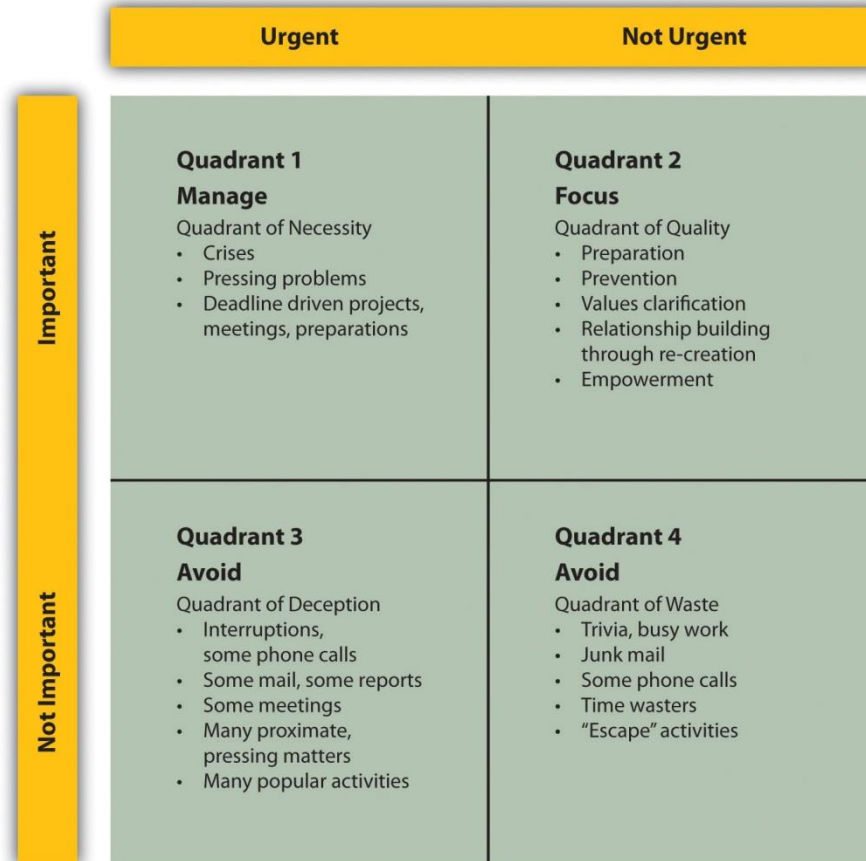 Urgent
Not Urgent
Important
Quadrant 1
Manage
Quadrant of Necessity
• Crises
• Pressing problems
• Deadline driven projects,
meetings, preparations
Quadrant 2
Focus
Quadrant of Quality
• Preparation
• Prevention
• Values clarification
• Relationship building
through re-creation
• Empowerment
Not Important
Quadrant 3
Avoid
Quadrant of Deception
• Interruptions,
some phone calls
• Some mail, some reports
• Some meetings
• Many proximate,
pressing matters
• Many popular activities
Quadrant 4
Avoid
Quadrant of Waste
• Trivia, busy work
• Junk mail
• Some phone calls
• Time wasters
• “Escape” activities